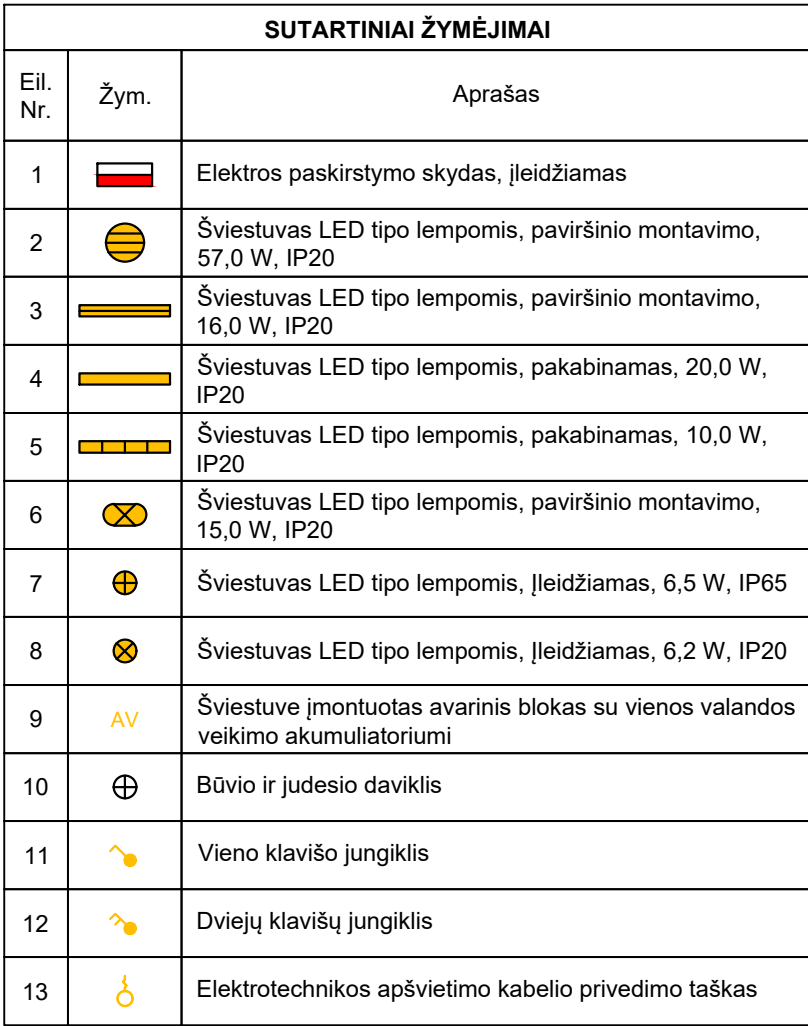 SUTARTINIAI ŽYMĖJIMAI
Eil.
Nr.
Žym.
Aprašas
1
Elektros paskirstymo skydas, įleidžiamas
2
Šviestuvas LED tipo lempomis, paviršinio montavimo,
57,0 W, IP20
3
Šviestuvas LED tipo lempomis, paviršinio montavimo,
16,0 W, IP20
4
Šviestuvas LED tipo lempomis, pakabinamas, 20,0 W,
IP20
5
Šviestuvas LED tipo lempomis, pakabinamas, 10,0 W,
IP20
6
Šviestuvas LED tipo lempomis, paviršinio montavimo,
15,0 W, IP20
7
Šviestuvas LED tipo lempomis, Įleidžiamas, 6,5 W, IP65
8
Šviestuvas LED tipo lempomis, Įleidžiamas, 6,2 W, IP20
9
AV
Šviestuve įmontuotas avarinis blokas su vienos valandos
veikimo akumuliatoriumi
10
Būvio ir judesio daviklis
11
Vieno klavišo jungiklis
12
Dviejų klavišų jungiklis
13
Elektrotechnikos apšvietimo kabelio privedimo taškas